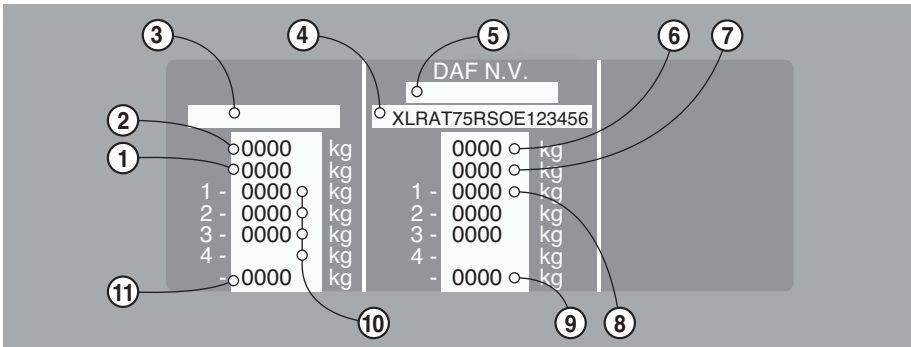 3 4 5 6 7
DAF N.V.
XLRAT75RSOE123456
2 0000 kg 0000 kg
1 0000 kg 0000 kg
1 - 0000 kg 1 - 0000 kg
2 - 0000 kg 2 - 0000 kg
3 - 0000 kg 3 - 0000 kg
4 - kg 4 - kg
- 0000 kg - 0000 kg
11 10 9 8